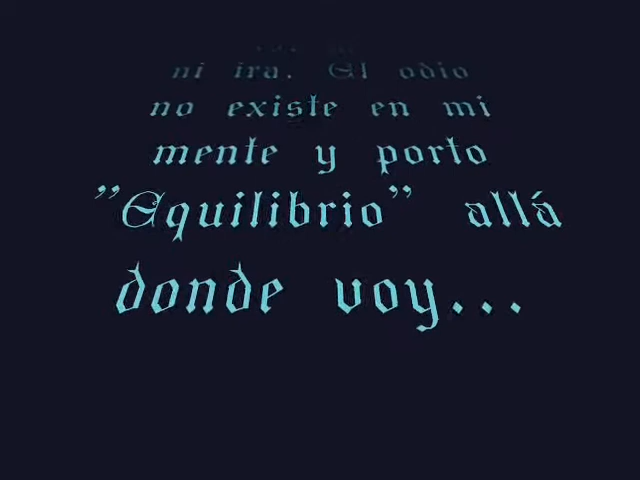 ni ira. El odio
no existe en mi
mente y porto
"Equilibrio" allá
donde voy...